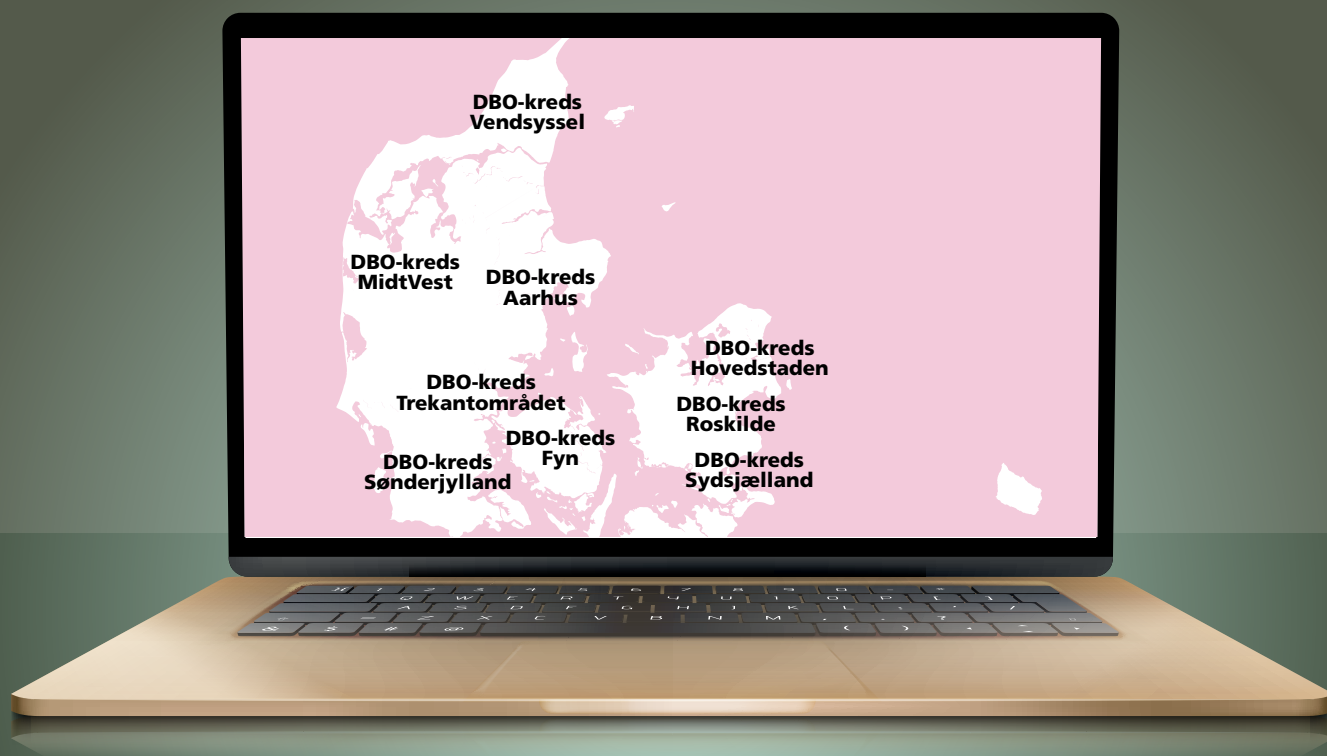 DBO-kreds
Vendsyssel
DBO-kreds
MidtVest
DBO-kreds
Aarhus
DBO-kreds
Hovedstaden
DBO-kreds
Trekantområdet
DBO-kreds
Roskilde
DBO-kreds
Fyn
DBO-kreds
Sønderjylland
DBO-kreds
Sydsjælland